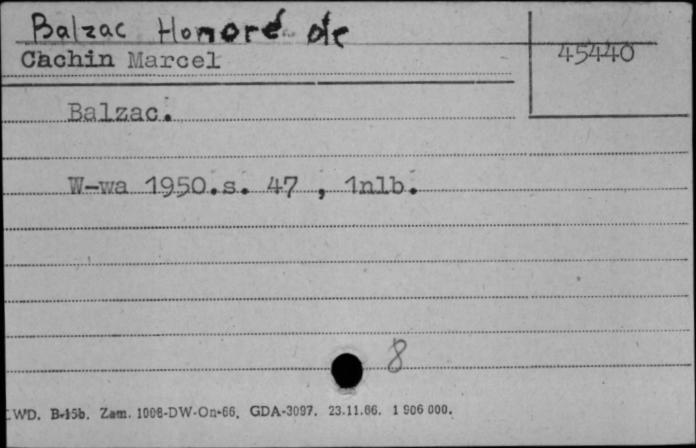 Balzac Honoré de
45440
Cachin Marcel
Balzac.
W-wa 1950.s. 47 , 1nlb.
8
WD. B-15b. Zam. 1008-DW-On-66. GDA-3097. 23.11.66. 1 906 000.